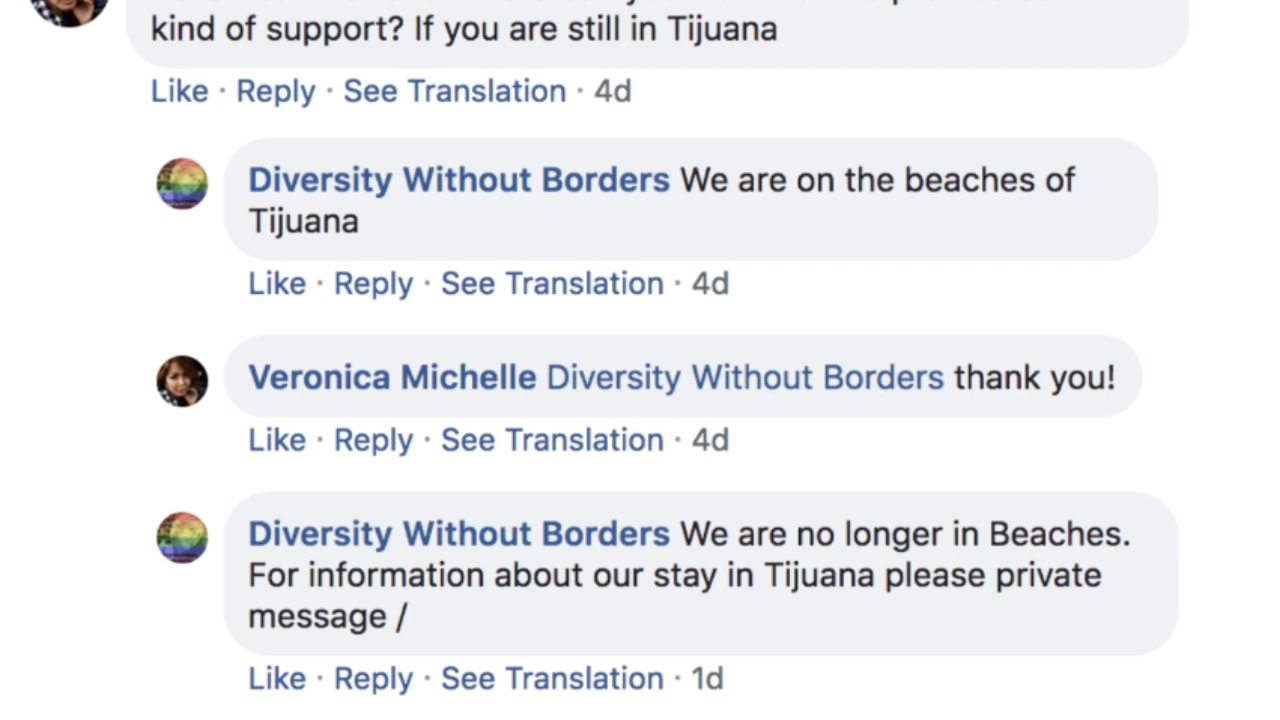 kind of support? If you are still in Tijuana
Like · Reply · See Translation · 4d
Diversity Without Borders We are on the beaches of
Tijuana
Like · Reply · See Translation · 4d
Veronica Michelle Diversity Without Borders thank you!
Like · Reply · See Translation · 4d
Diversity Without Borders We are no longer in Beaches.
For information about our stay in Tijuana please private
message /
Like · Reply · See Translation · 1d